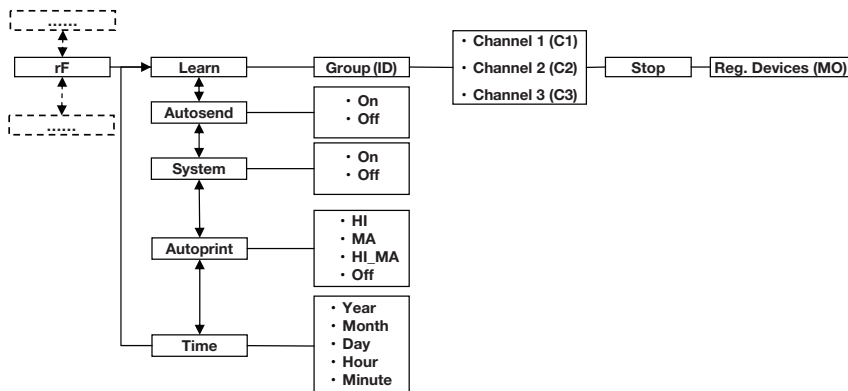 ......
rF
......
Learn
Group (ID)
· Channel 1 (C1)
· Channel 2 (C2)
· Channel 3 (C3)
Stop
Reg. Devices (MO)
Autosend
· On
· Off
System
· On
· Off
Autoprint
· HI
· MA
· HI_MA
· Off
Time
· Year
· Month
· Day
· Hour
· Minute